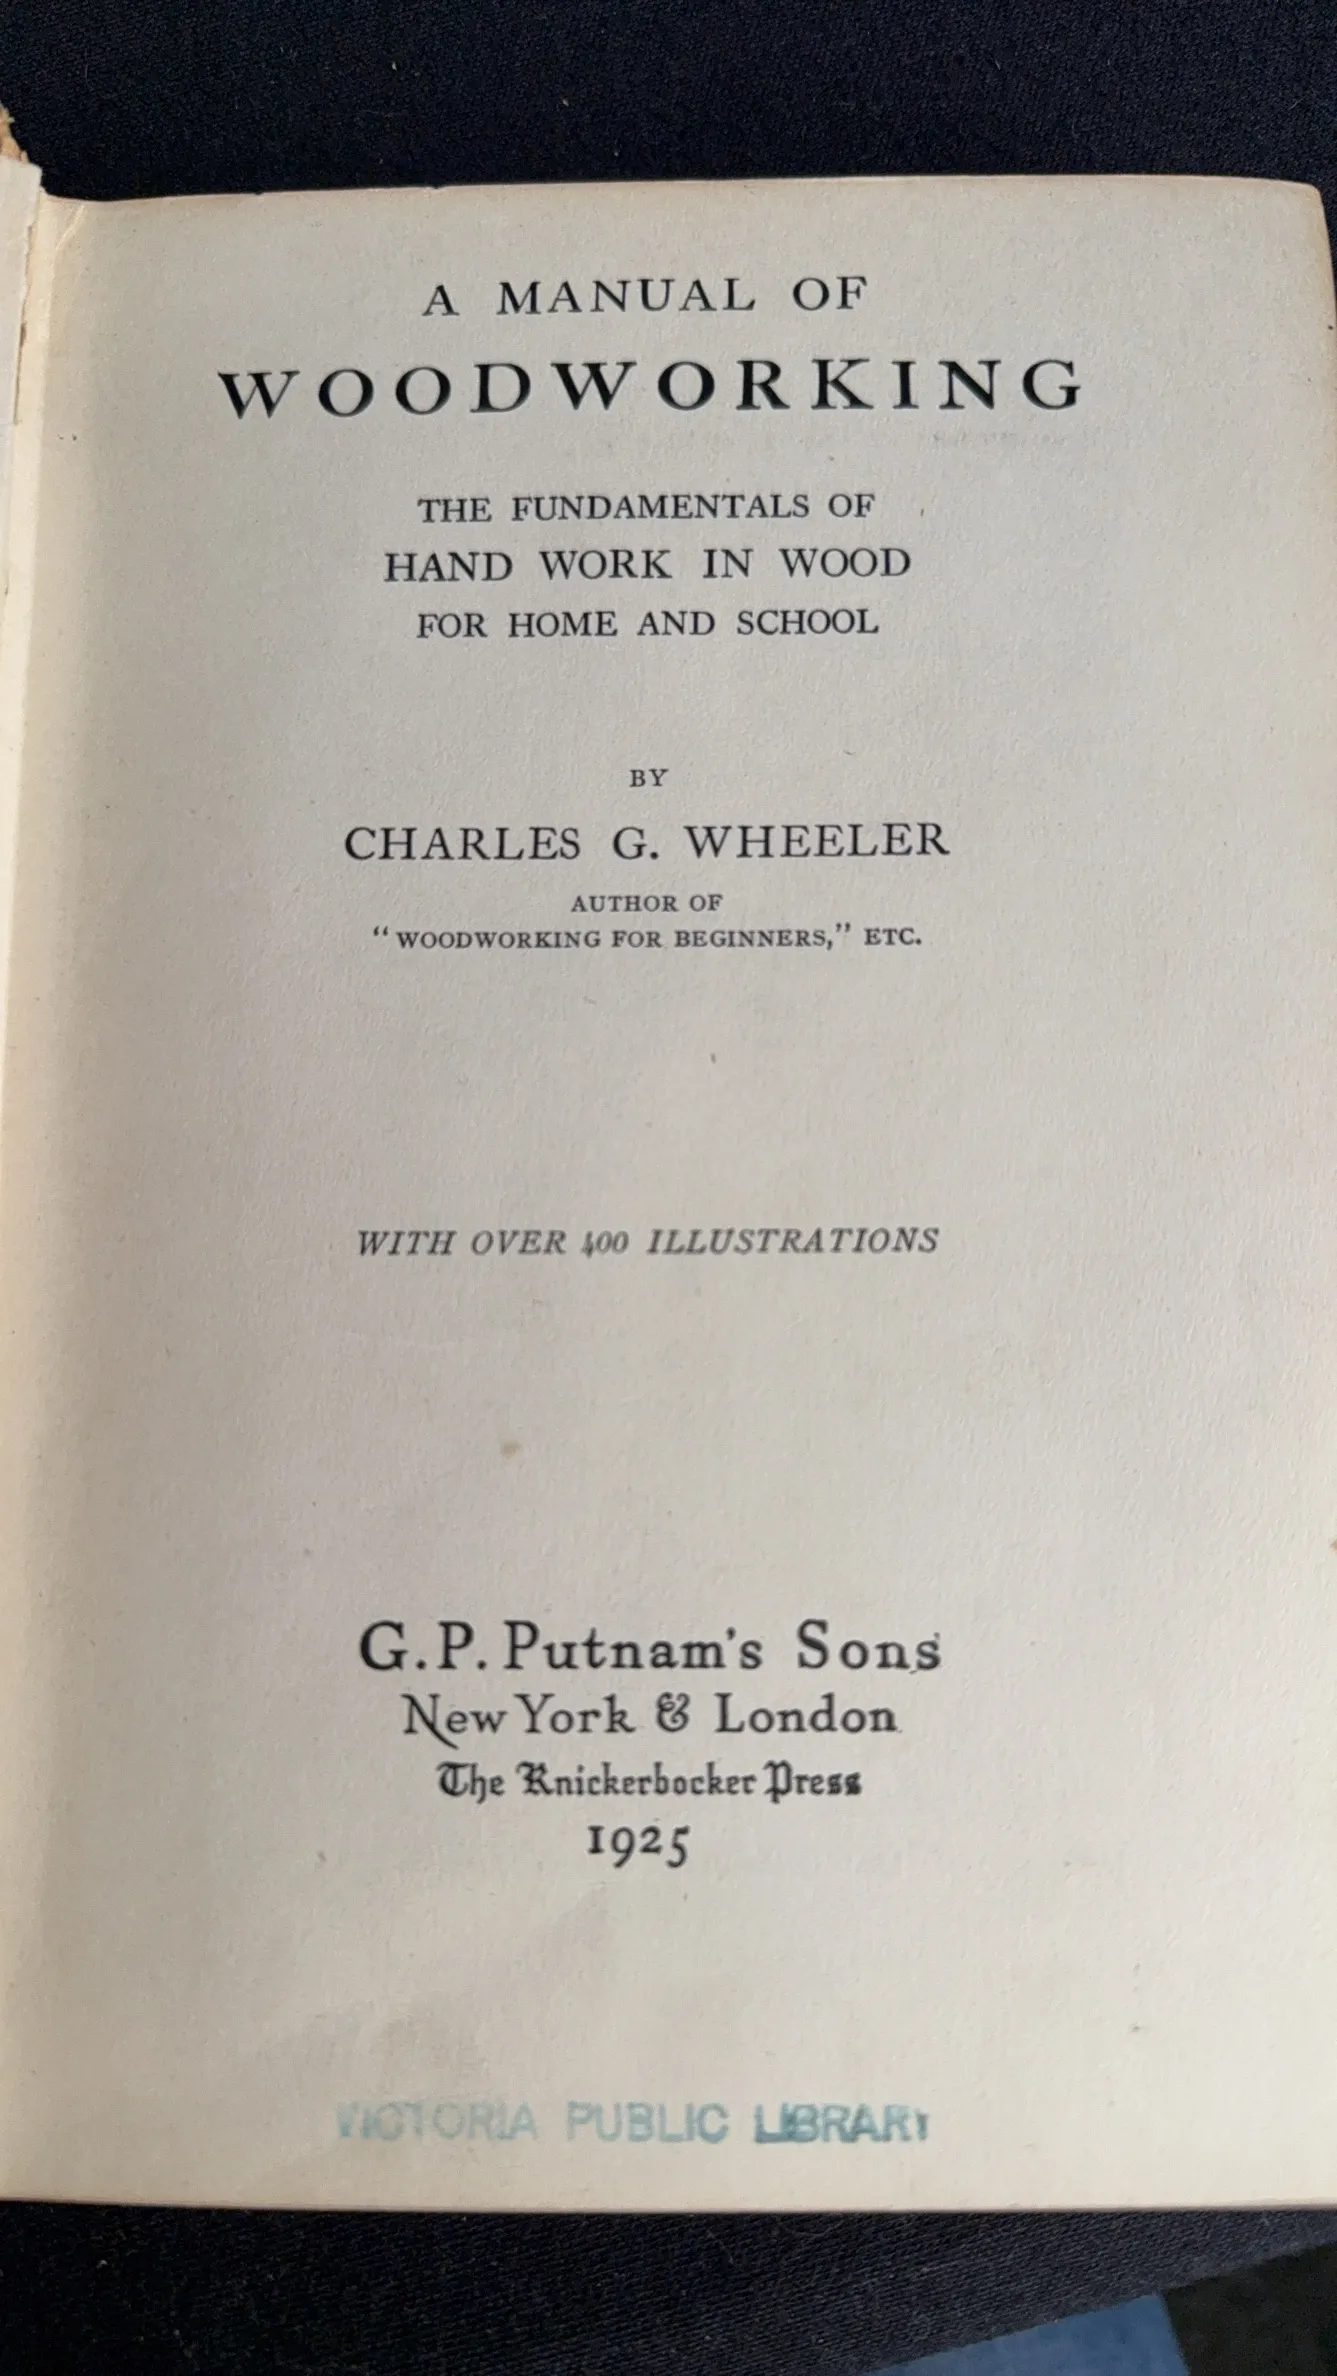 A MANUAL OF
WOODWORKING
THE FUNDAMENTALS OF
HAND WORK IN WOOD
FOR HOME AND SCHOOL
BY
CHARLES G. WHEELER
AUTHOR OF
"WOODWORKING FOR BEGINNERS," ETC.
WITH OVER 400 ILLUSTRATIONS
G. P. Putnam's Sons
New York & London
The Knickerbocker Press
1925
VICTORIA PUBLIC LIBRARY